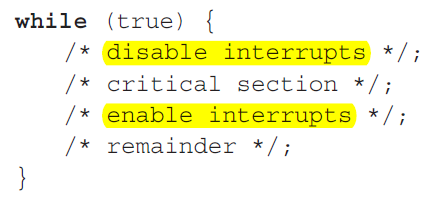 while (true) {
/* disable interrupts */;
/* critical section */;
/* enable interrupts */;
/* remainder */;
}